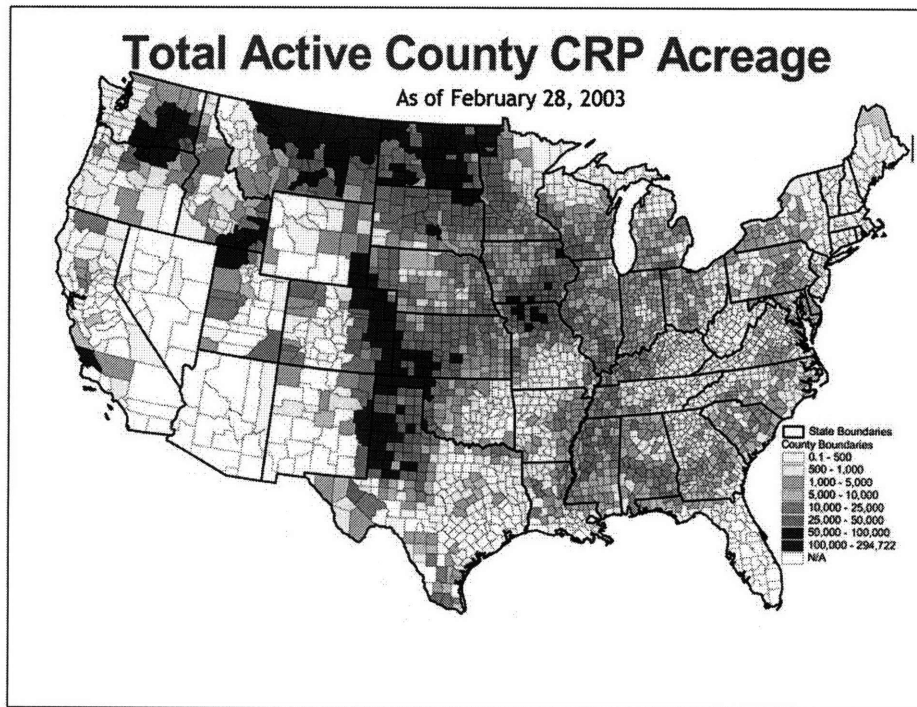 Total Active County CRP Acreage
As of February 28, 2003
State Boundaries
County Boundaries
0.1 - 500
500 - 1,000
1,000 - 5,000
5,000 - 10,000
10,000 - 25,000
25,000 - 50,000
50,000 - 100,000
100,000 - 294,722
N/A